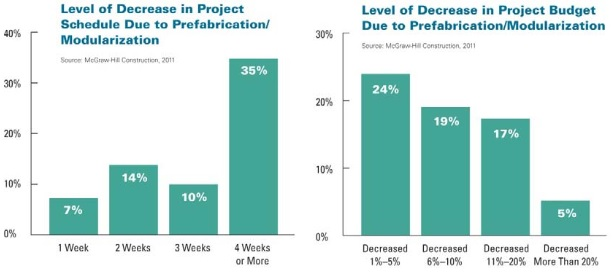 Level of Decrease in Project
Schedule Due to Prefabrication/
Modularization
Source: McGraw-Hill Construction, 2011
40%
30%
20%
10%
0%
7%
14%
10%
35%
1 Week
2 Weeks
3 Weeks
4 Weeks
or More
Level of Decrease in Project Budget
Due to Prefabrication/Modularization
Source: McGraw-Hill Construction, 2011
30%
20%
10%
0%
24%
19%
17%
5%
Decreased
1%–5%
Decreased
6%–10%
Decreased
11%–20%
Decreased
More Than 20%